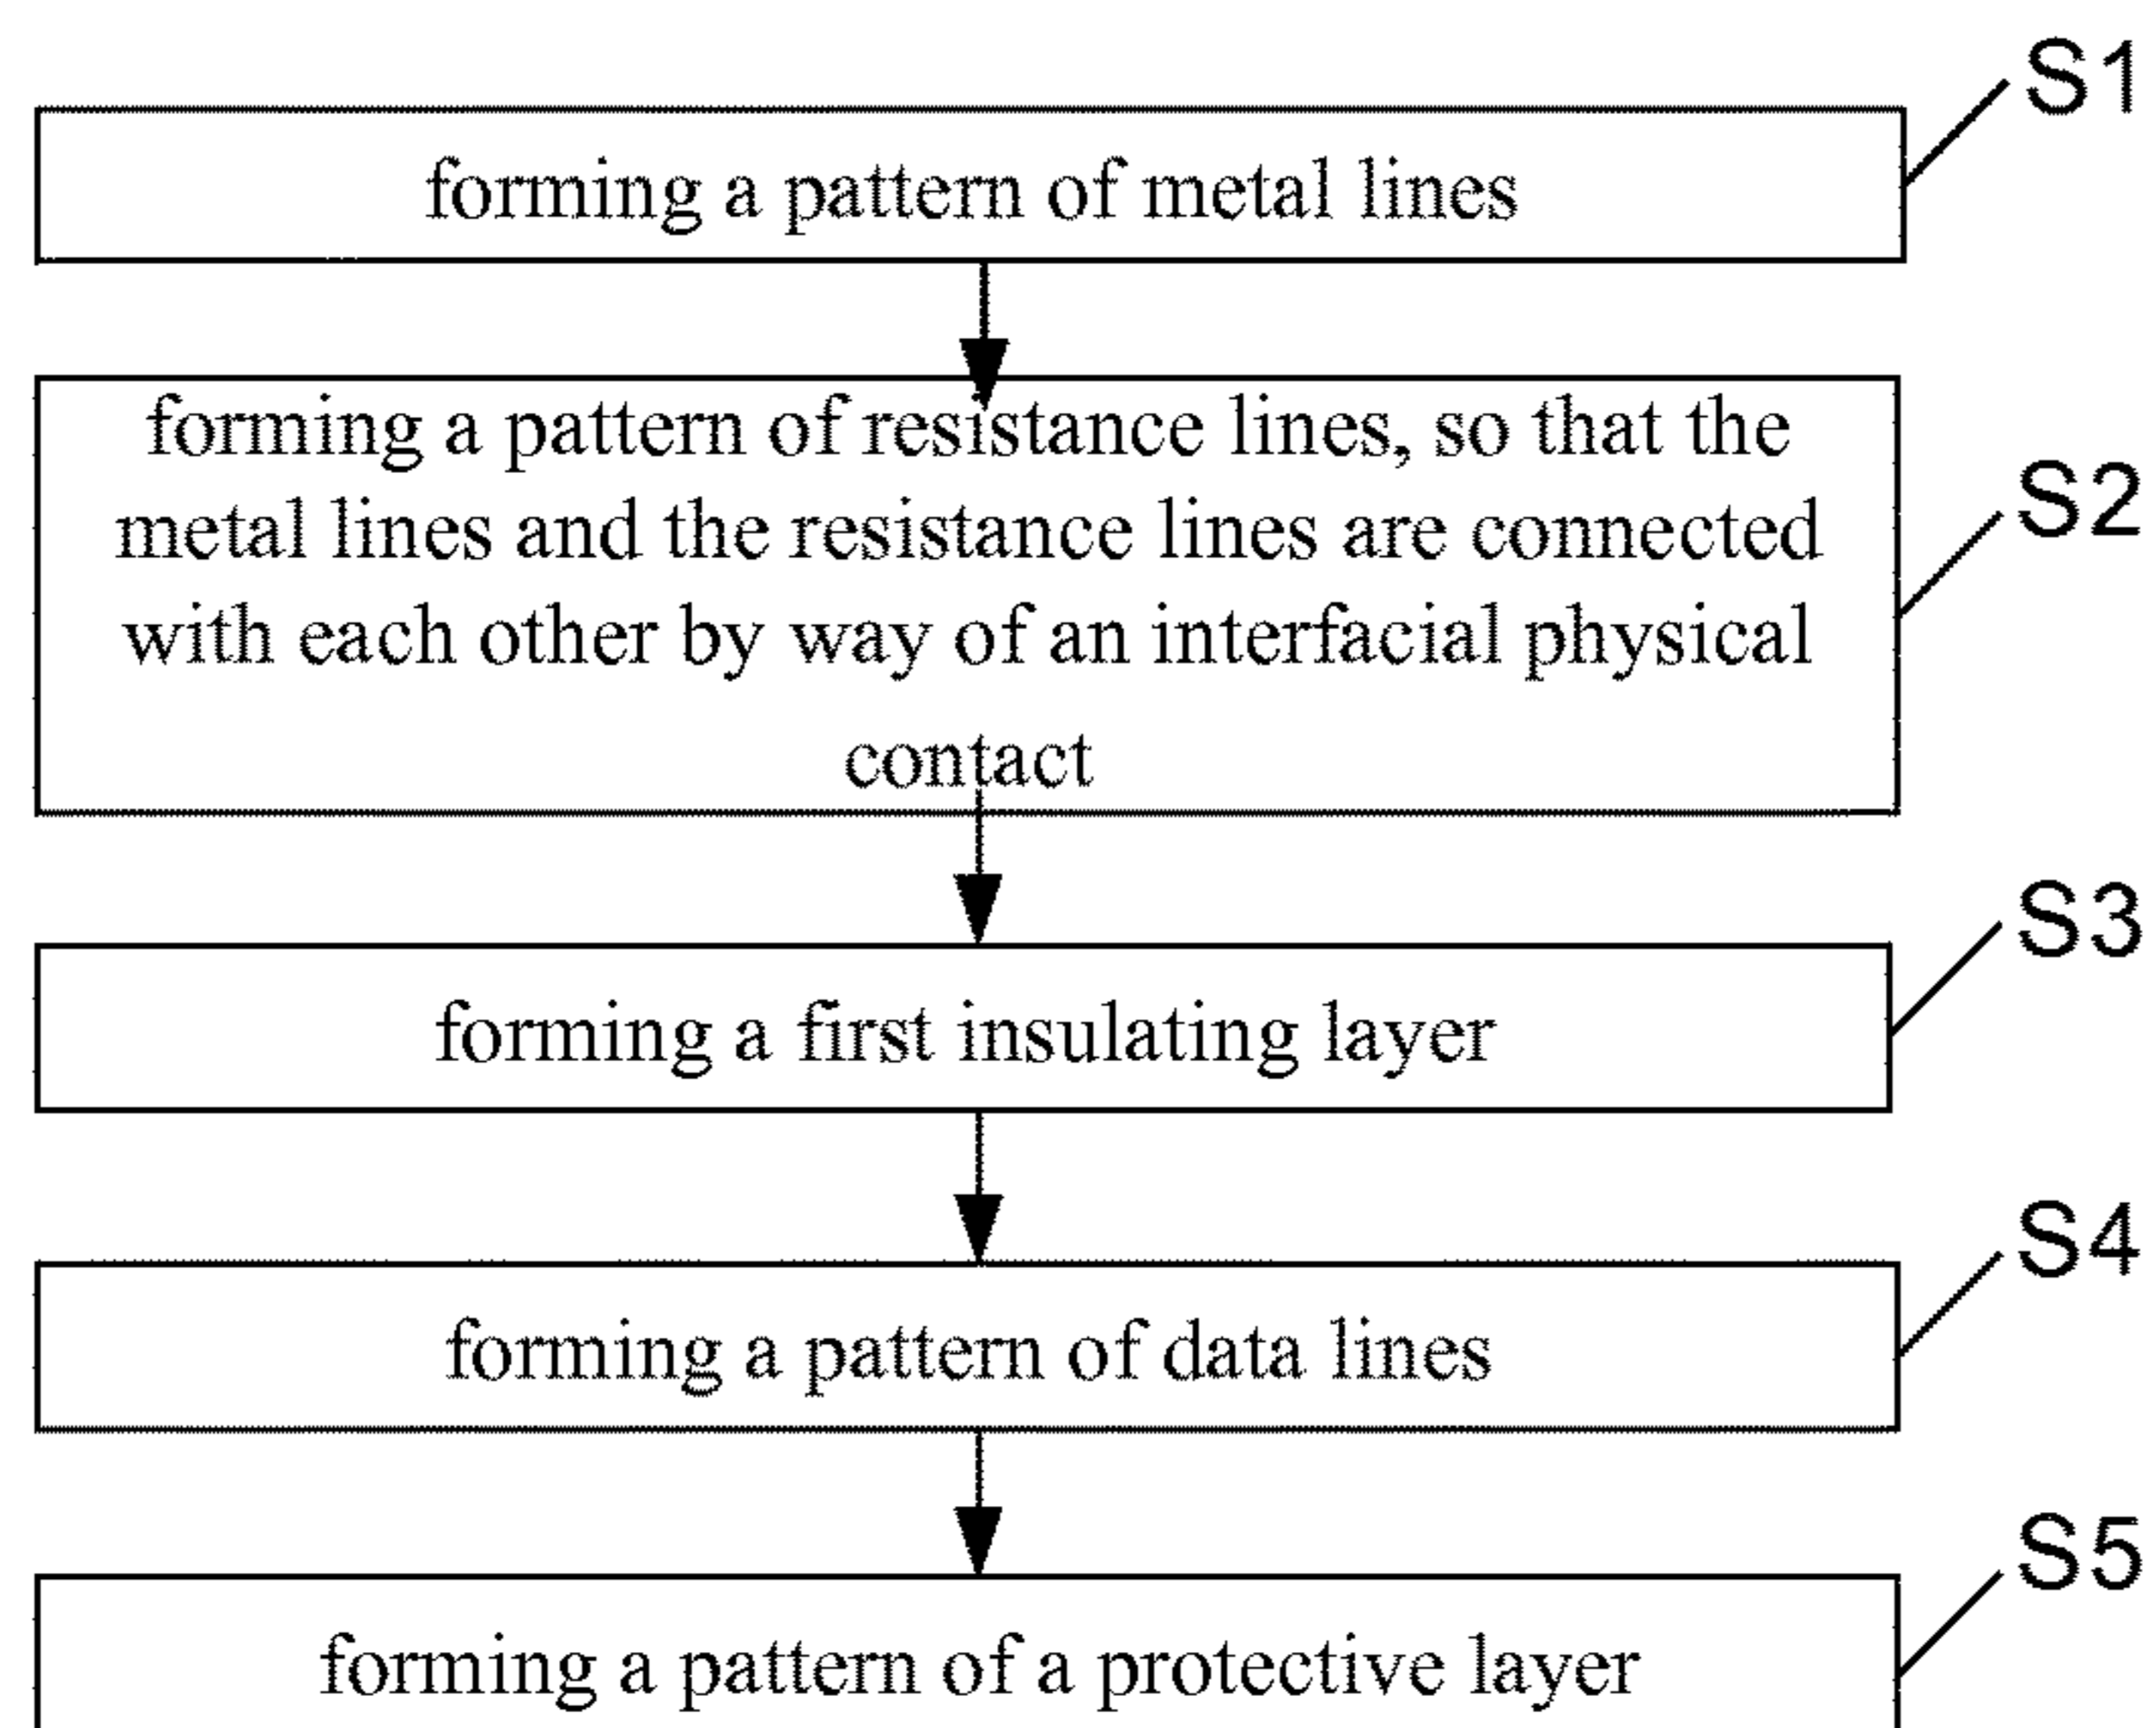 S1
forming a pattern of metal lines
forming a pattern of resistance lines, so that the
metal lines and the resistance lines are connected
with each other by way of an interfacial physical
contact
S2
forming a first insulating layer
S3
forming a pattern of data lines
S4
forming a pattern of a protective layer
S5